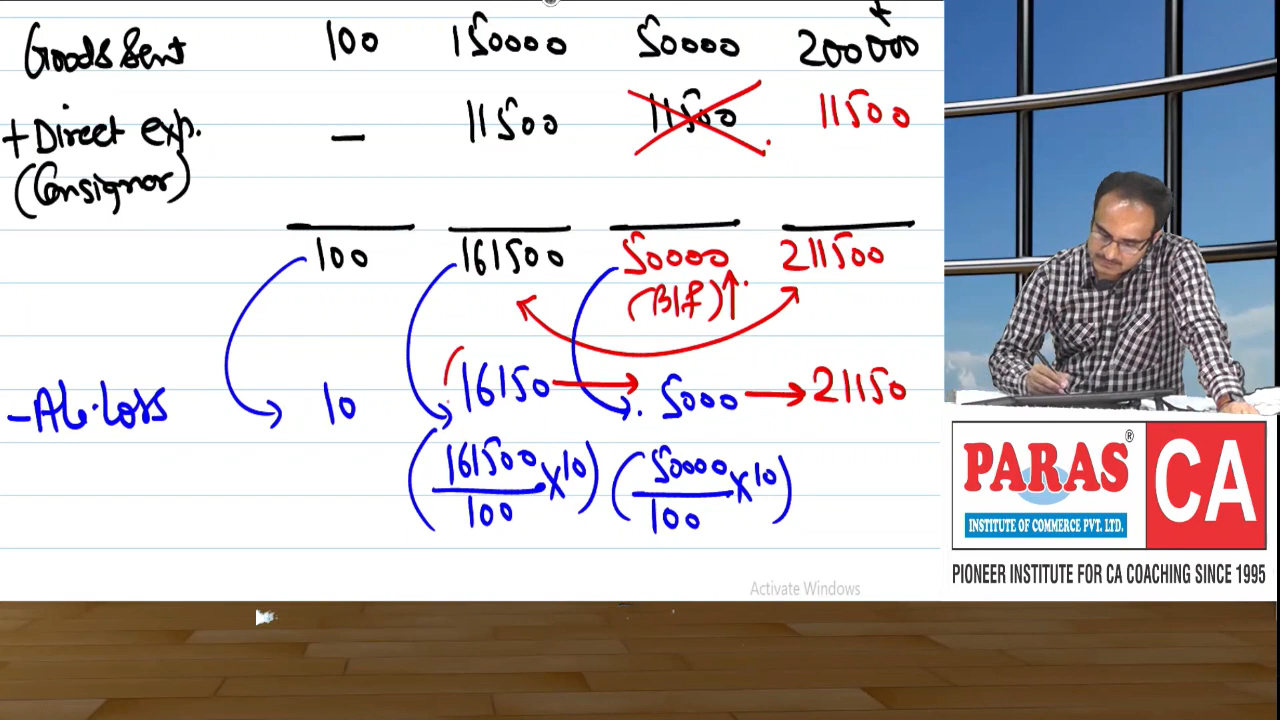 Goods Sent 100 150000 50000 200000
+ Direct exp. — 11500 11500 11500
(Consignor)
100 161500 50000 211500
(B/f)
- Ab. Loss 10 16150 5000 21150
(161500/100 × 10) (50000/100 × 10)
PARAS®
INSTITUTE OF COMMERCE PVT. LTD.
CA
PIONEER INSTITUTE FOR CA COACHING SINCE 1995
Activate Windows